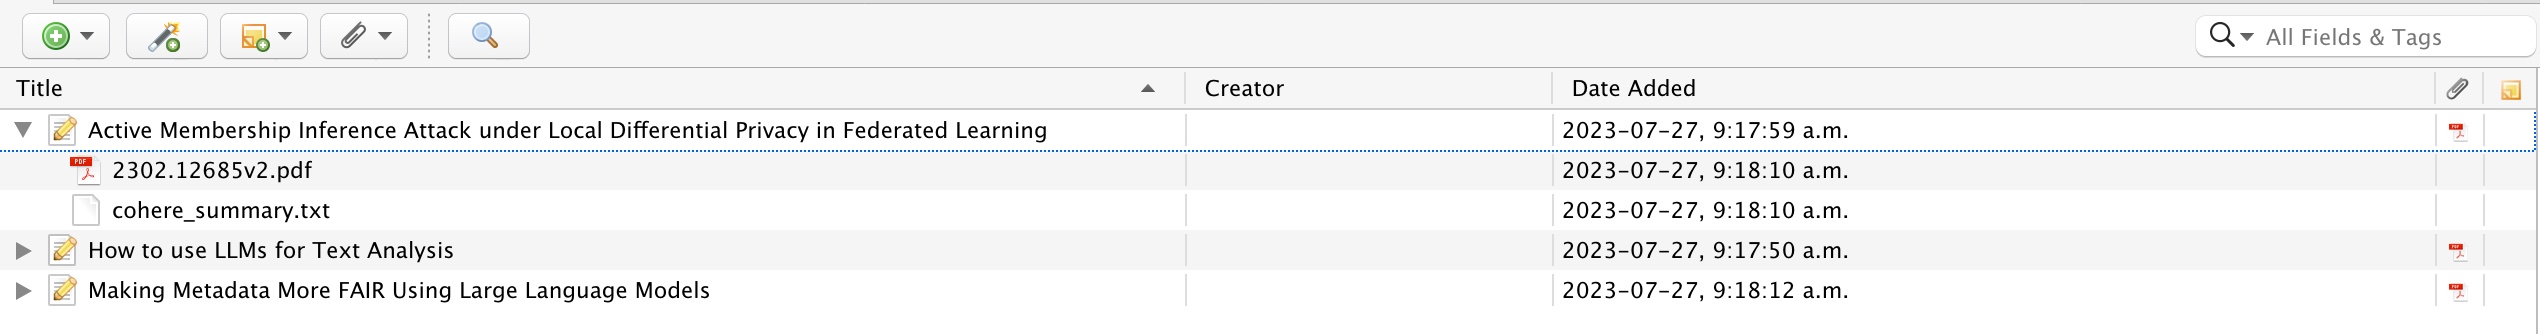 All Fields & Tags
Title Creator Date Added
Active Membership Inference Attack under Local Differential Privacy in Federated Learning 2023-07-27, 9:17:59 a.m.
2302.12685v2.pdf 2023-07-27, 9:18:10 a.m.
cohere_summary.txt 2023-07-27, 9:18:10 a.m.
How to use LLMs for Text Analysis 2023-07-27, 9:17:50 a.m.
Making Metadata More FAIR Using Large Language Models 2023-07-27, 9:18:12 a.m.